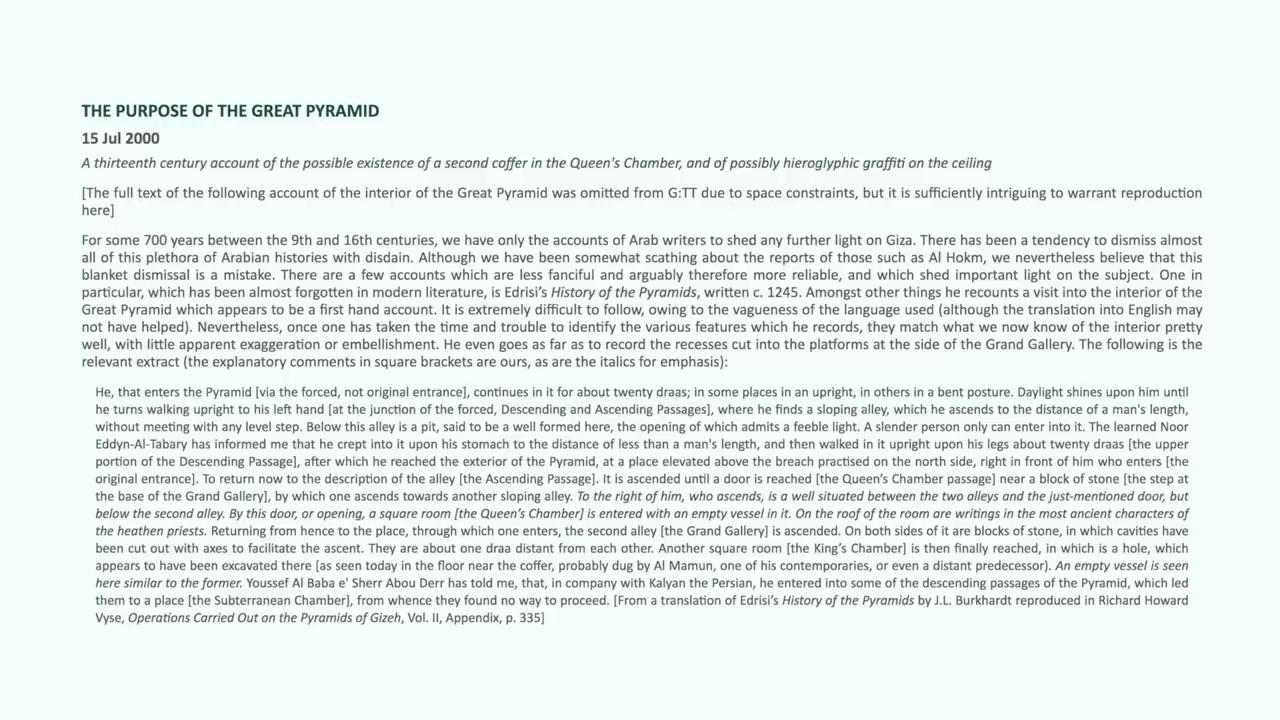 THE PURPOSE OF THE GREAT PYRAMID
15 Jul 2000
A thirteenth century account of the possible existence of a second coffer in the Queen's Chamber, and of possibly hieroglyphic graffiti on the ceiling
[The full text of the following account of the interior of the Great Pyramid was omitted from G:TT due to space constraints, but it is sufficiently intriguing to warrant reproduction
here]
For some 700 years between the 9th and 16th centuries, we have only the accounts of Arab writers to shed any further light on Giza. There has been a tendency to dismiss almost
all of this plethora of Arabian histories with disdain. Although we have been somewhat scathing about the reports of those such as Al Hokm, we nevertheless believe that this
blanket dismissal is a mistake. There are a few accounts which are less fanciful and arguably therefore more reliable, and which shed important light on the subject. One in
particular, which has been almost forgotten in modern literature, is Edrisi’s History of the Pyramids, written c. 1245. Amongst other things he recounts a visit into the interior of the
Great Pyramid which appears to be a first hand account. It is extremely difficult to follow, owing to the vagueness of the language used (although the translation into English may
not have helped). Nevertheless, once one has taken the time and trouble to identify the various features which he records, they match what we now know of the interior pretty
well, with little apparent exaggeration or embellishment. He even goes as far as to record the recesses cut into the platforms at the side of the Grand Gallery. The following is the
relevant extract (the explanatory comments in square brackets are ours, as are the italics for emphasis):
He, that enters the Pyramid [via the forced, not original entrance], continues in it for about twenty draas; in some places in an upright, in others in a bent posture. Daylight shines upon him until
he turns walking upright to his left hand [at the junction of the forced, Descending and Ascending Passages], where he finds a sloping alley, which he ascends to the distance of a man's length,
without meeting with any level step. Below this alley is a pit, said to be a well formed here, the opening of which admits a feeble light. A slender person only can enter into it. The learned Noor
Eddyn-Al-Tabary has informed me that he crept into it upon his stomach to the distance of less than a man's length, and then walked in it upright upon his legs about twenty draas [the upper
portion of the Descending Passage], after which he reached the exterior of the Pyramid, at a place elevated above the breach practised on the north side, right in front of him who enters [the
original entrance]. To return now to the description of the alley [the Ascending Passage]. It is ascended until a door is reached [the Queen’s Chamber passage] near a block of stone [the step at
the base of the Grand Gallery], by which one ascends towards another sloping alley. To the right of him, who ascends, is a well situated between the two alleys and the just-mentioned door, but
below the second alley. By this door, or opening, a square room [the Queen’s Chamber] is entered with an empty vessel in it. On the roof of the room are writings in the most ancient characters of
the heathen priests. Returning from hence to the place, through which one enters, the second alley [the Grand Gallery] is ascended. On both sides of it are blocks of stone, in which cavities have
been cut out with axes to facilitate the ascent. They are about one draa distant from each other. Another square room [the King’s Chamber] is then finally reached, in which is a hole, which
appears to have been excavated there [as seen today in the floor near the coffer, probably dug by Al Mamun, one of his contemporaries, or even a distant predecessor). An empty vessel is seen
here similar to the former. Youssef Al Baba e' Sherr Abou Derr has told me, that, in company with Kalyan the Persian, he entered into some of the descending passages of the Pyramid, which led
them to a place [the Subterranean Chamber], from whence they found no way to proceed. [From a translation of Edrisi’s History of the Pyramids by J.L. Burkhardt reproduced in Richard Howard
Vyse, Operations Carried Out on the Pyramids of Gizeh, Vol. II, Appendix, p. 335]